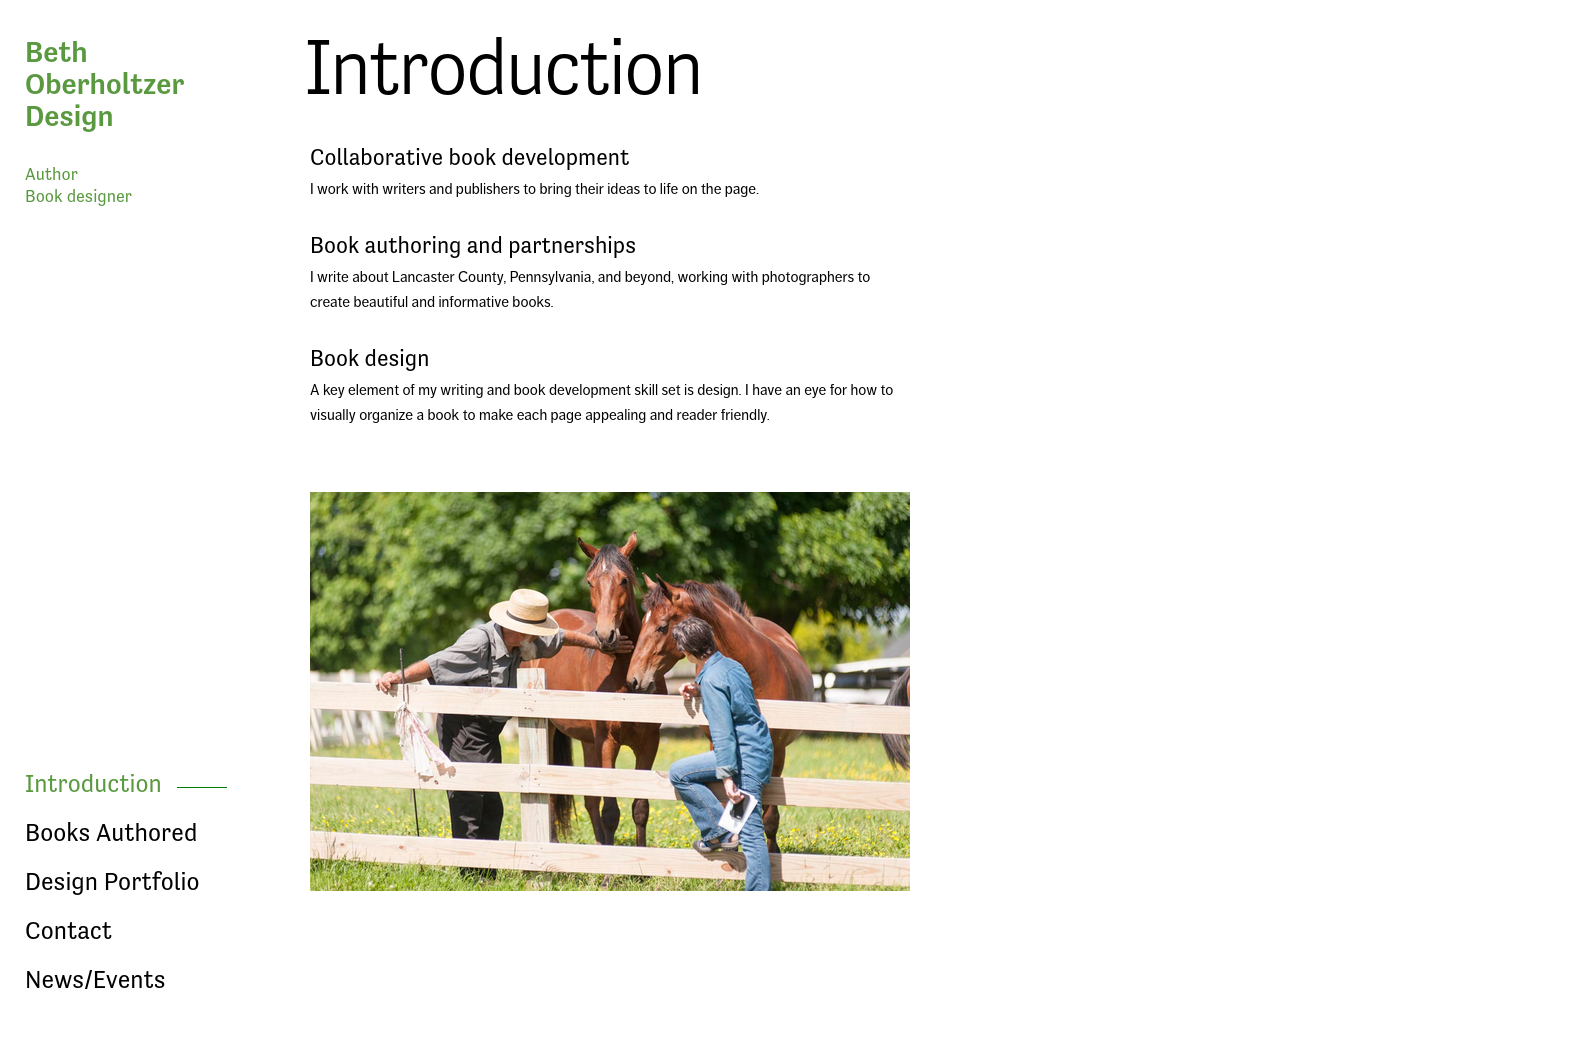 Beth
Oberholtzer
Design
Author
Book designer
Introduction
Books Authored
Design Portfolio
Contact
News/Events
Introduction
Collaborative book development
I work with writers and publishers to bring their ideas to life on the page.
Book authoring and partnerships
I write about Lancaster County, Pennsylvania, and beyond, working with photographers to
create beautiful and informative books.
Book design
A key element of my writing and book development skill set is design. I have an eye for how to
visually organize a book to make each page appealing and reader friendly.